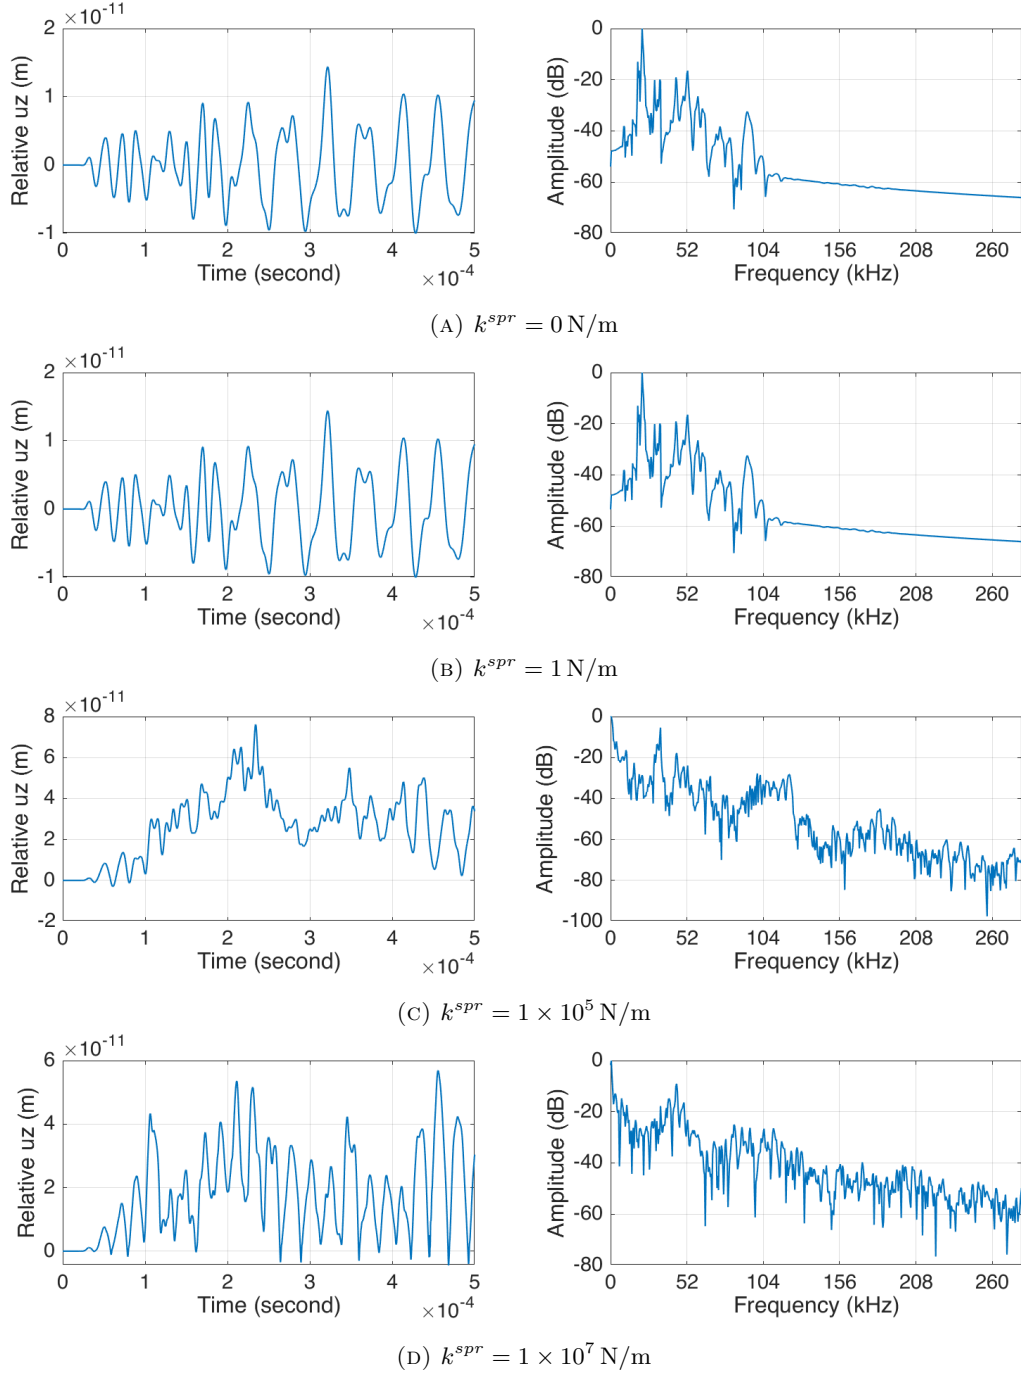 ×10^-11
2
1
0
-1
Relative uz (m)
0 1 2 3 4 5
Time (second)
×10^-4
0
-20
-40
-60
-80
Amplitude (dB)
0 52 104 156 208 260
Frequency (kHz)
(A) k^spr = 0 N/m
×10^-11
2
1
0
-1
Relative uz (m)
0 1 2 3 4 5
Time (second)
×10^-4
0
-20
-40
-60
-80
Amplitude (dB)
0 52 104 156 208 260
Frequency (kHz)
(B) k^spr = 1 N/m
×10^-11
8
6
4
2
0
-2
Relative uz (m)
0 1 2 3 4 5
Time (second)
×10^-4
0
-20
-40
-60
-80
-100
Amplitude (dB)
0 52 104 156 208 260
Frequency (kHz)
(C) k^spr = 1 × 10^5 N/m
×10^-11
6
4
2
0
Relative uz (m)
0 1 2 3 4 5
Time (second)
×10^-4
0
-20
-40
-60
-80
Amplitude (dB)
0 52 104 156 208 260
Frequency (kHz)
(D) k^spr = 1 × 10^7 N/m